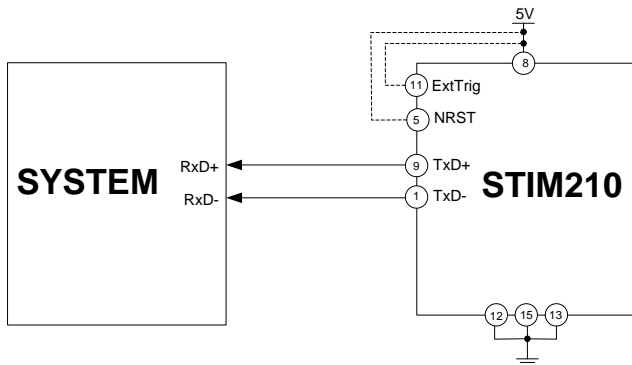 5V
8
11 ExtTrig
5 NRST
RxD+ 9 TxD+
SYSTEM STIM210
RxD- 1 TxD-
12 15 13